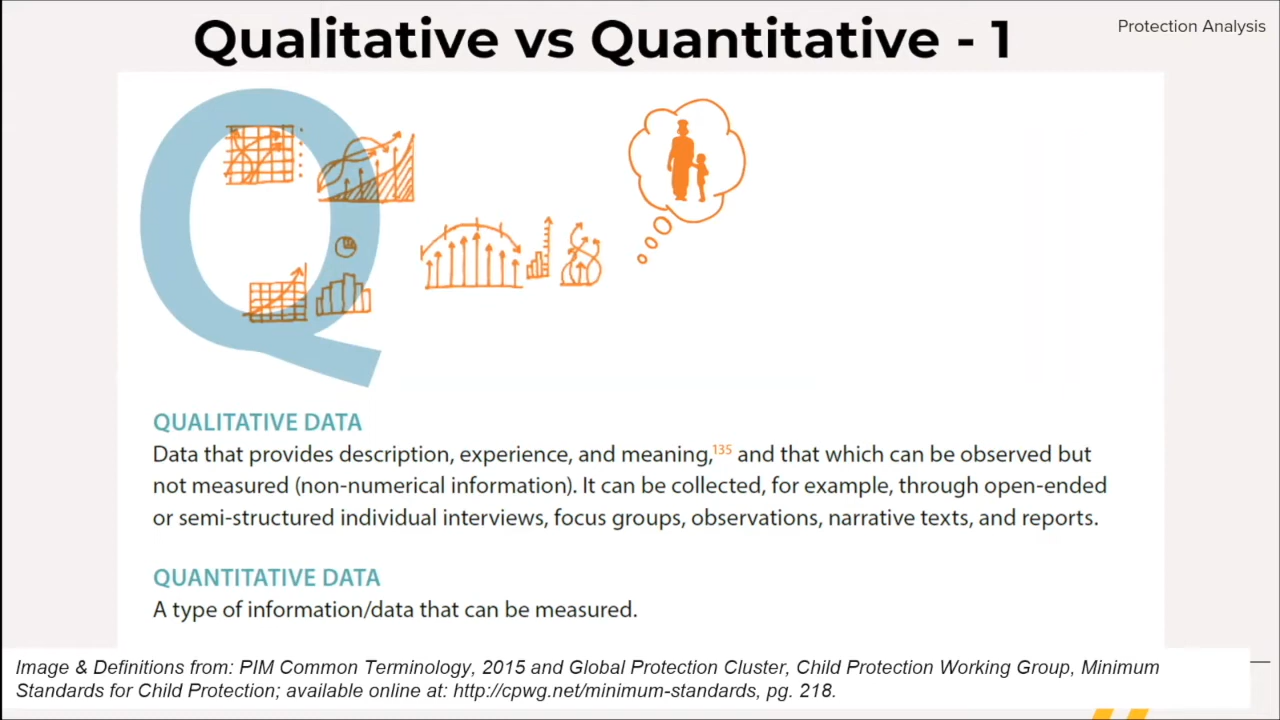 Qualitative vs Quantitative - 1
Protection Analysis
Q
QUALITATIVE DATA
Data that provides description, experience, and meaning,135 and that which can be observed but
not measured (non-numerical information). It can be collected, for example, through open-ended
or semi-structured individual interviews, focus groups, observations, narrative texts, and reports.
QUANTITATIVE DATA
A type of information/data that can be measured.
Image & Definitions from: PIM Common Terminology, 2015 and Global Protection Cluster, Child Protection Working Group, Minimum
Standards for Child Protection; available online at: http://cpwg.net/minimum-standards, pg. 218.